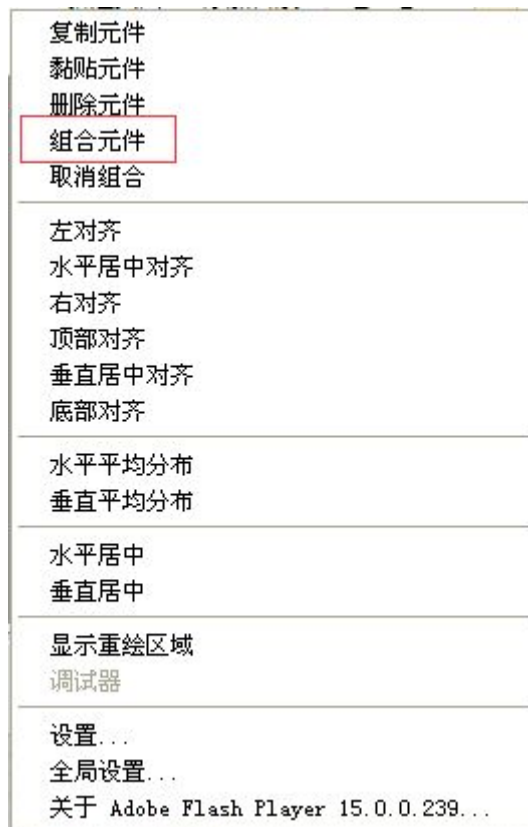 复制元件
黏贴元件
删除元件
组合元件
取消组合
左对齐
水平居中对齐
右对齐
顶部对齐
垂直居中对齐
底部对齐
水平平均分布
垂直平均分布
水平居中
垂直居中
显示重绘区域
调试器
设置...
全局设置...
关于 Adobe Flash Player 15.0.0.239...